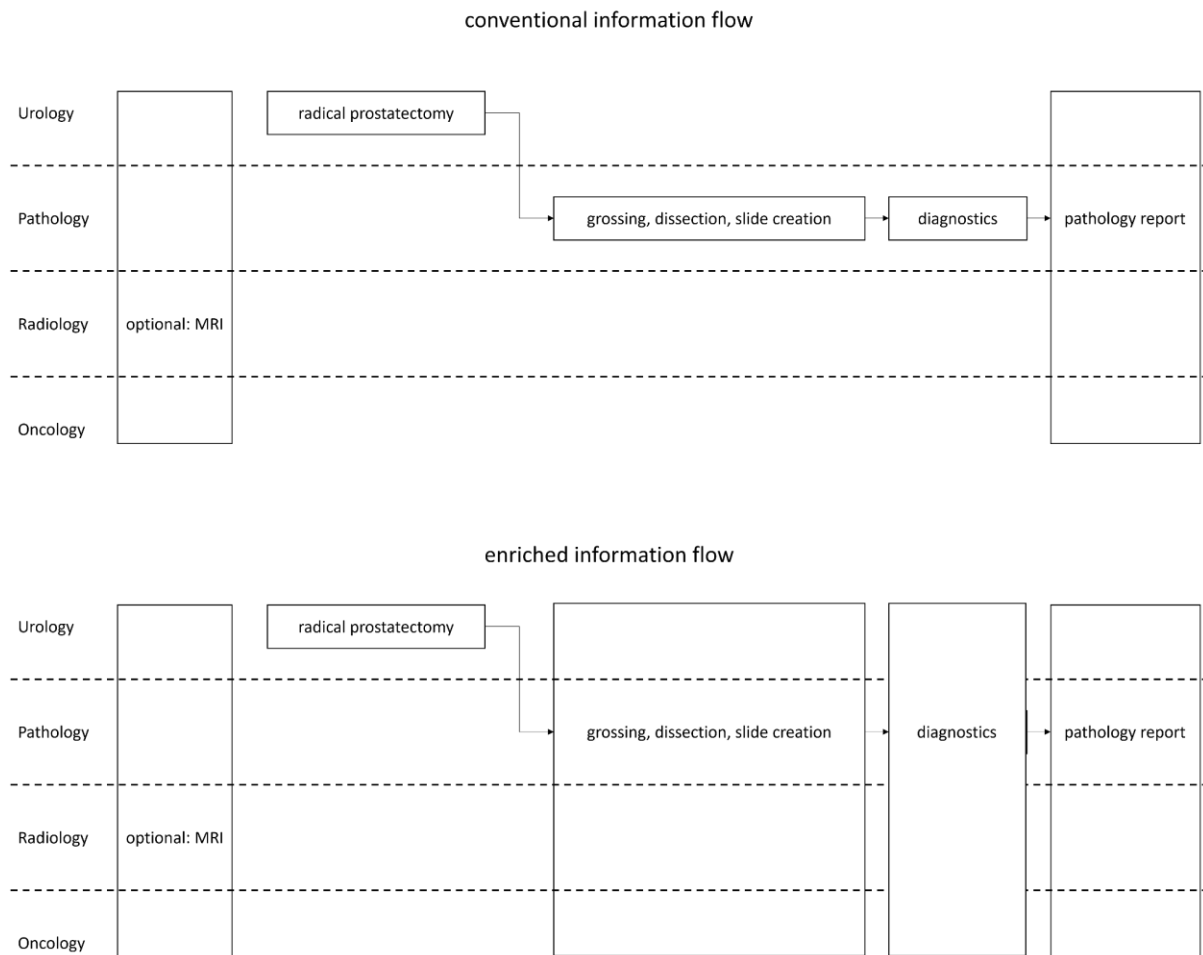 conventional information flow
Urology
radical prostatectomy
Pathology
grossing, dissection, slide creation
diagnostics
pathology report
Radiology
optional: MRI
Oncology
enriched information flow
Urology
radical prostatectomy
Pathology
grossing, dissection, slide creation
diagnostics
pathology report
Radiology
optional: MRI
Oncology